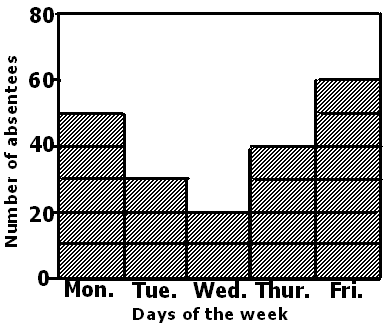 Number of absentees
80
60
40
20
0
Mon. Tue. Wed. Thur. Fri.
Days of the week